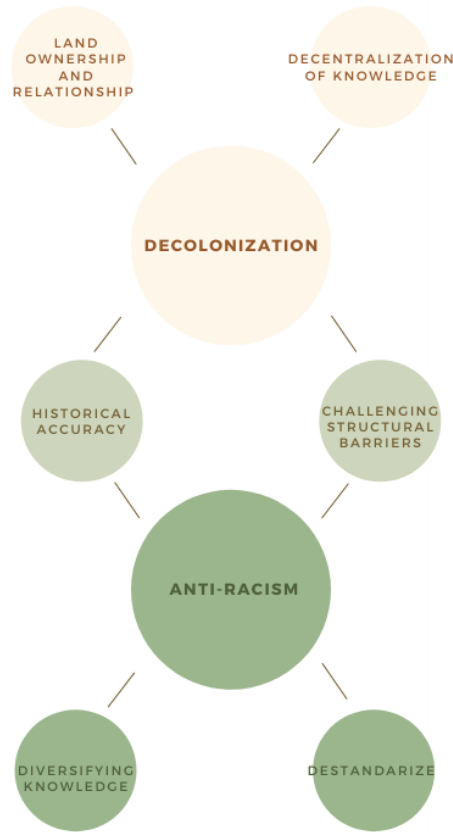 LAND
OWNERSHIP
AND
RELATIONSHIP
DECENTRALIZATION
OF KNOWLEDGE
DECOLONIZATION
HISTORICAL
ACCURACY
CHALLENGING
STRUCTURAL
BARRIERS
ANTI-RACISM
DIVERSIFYING
KNOWLEDGE
DESTANDARIZE